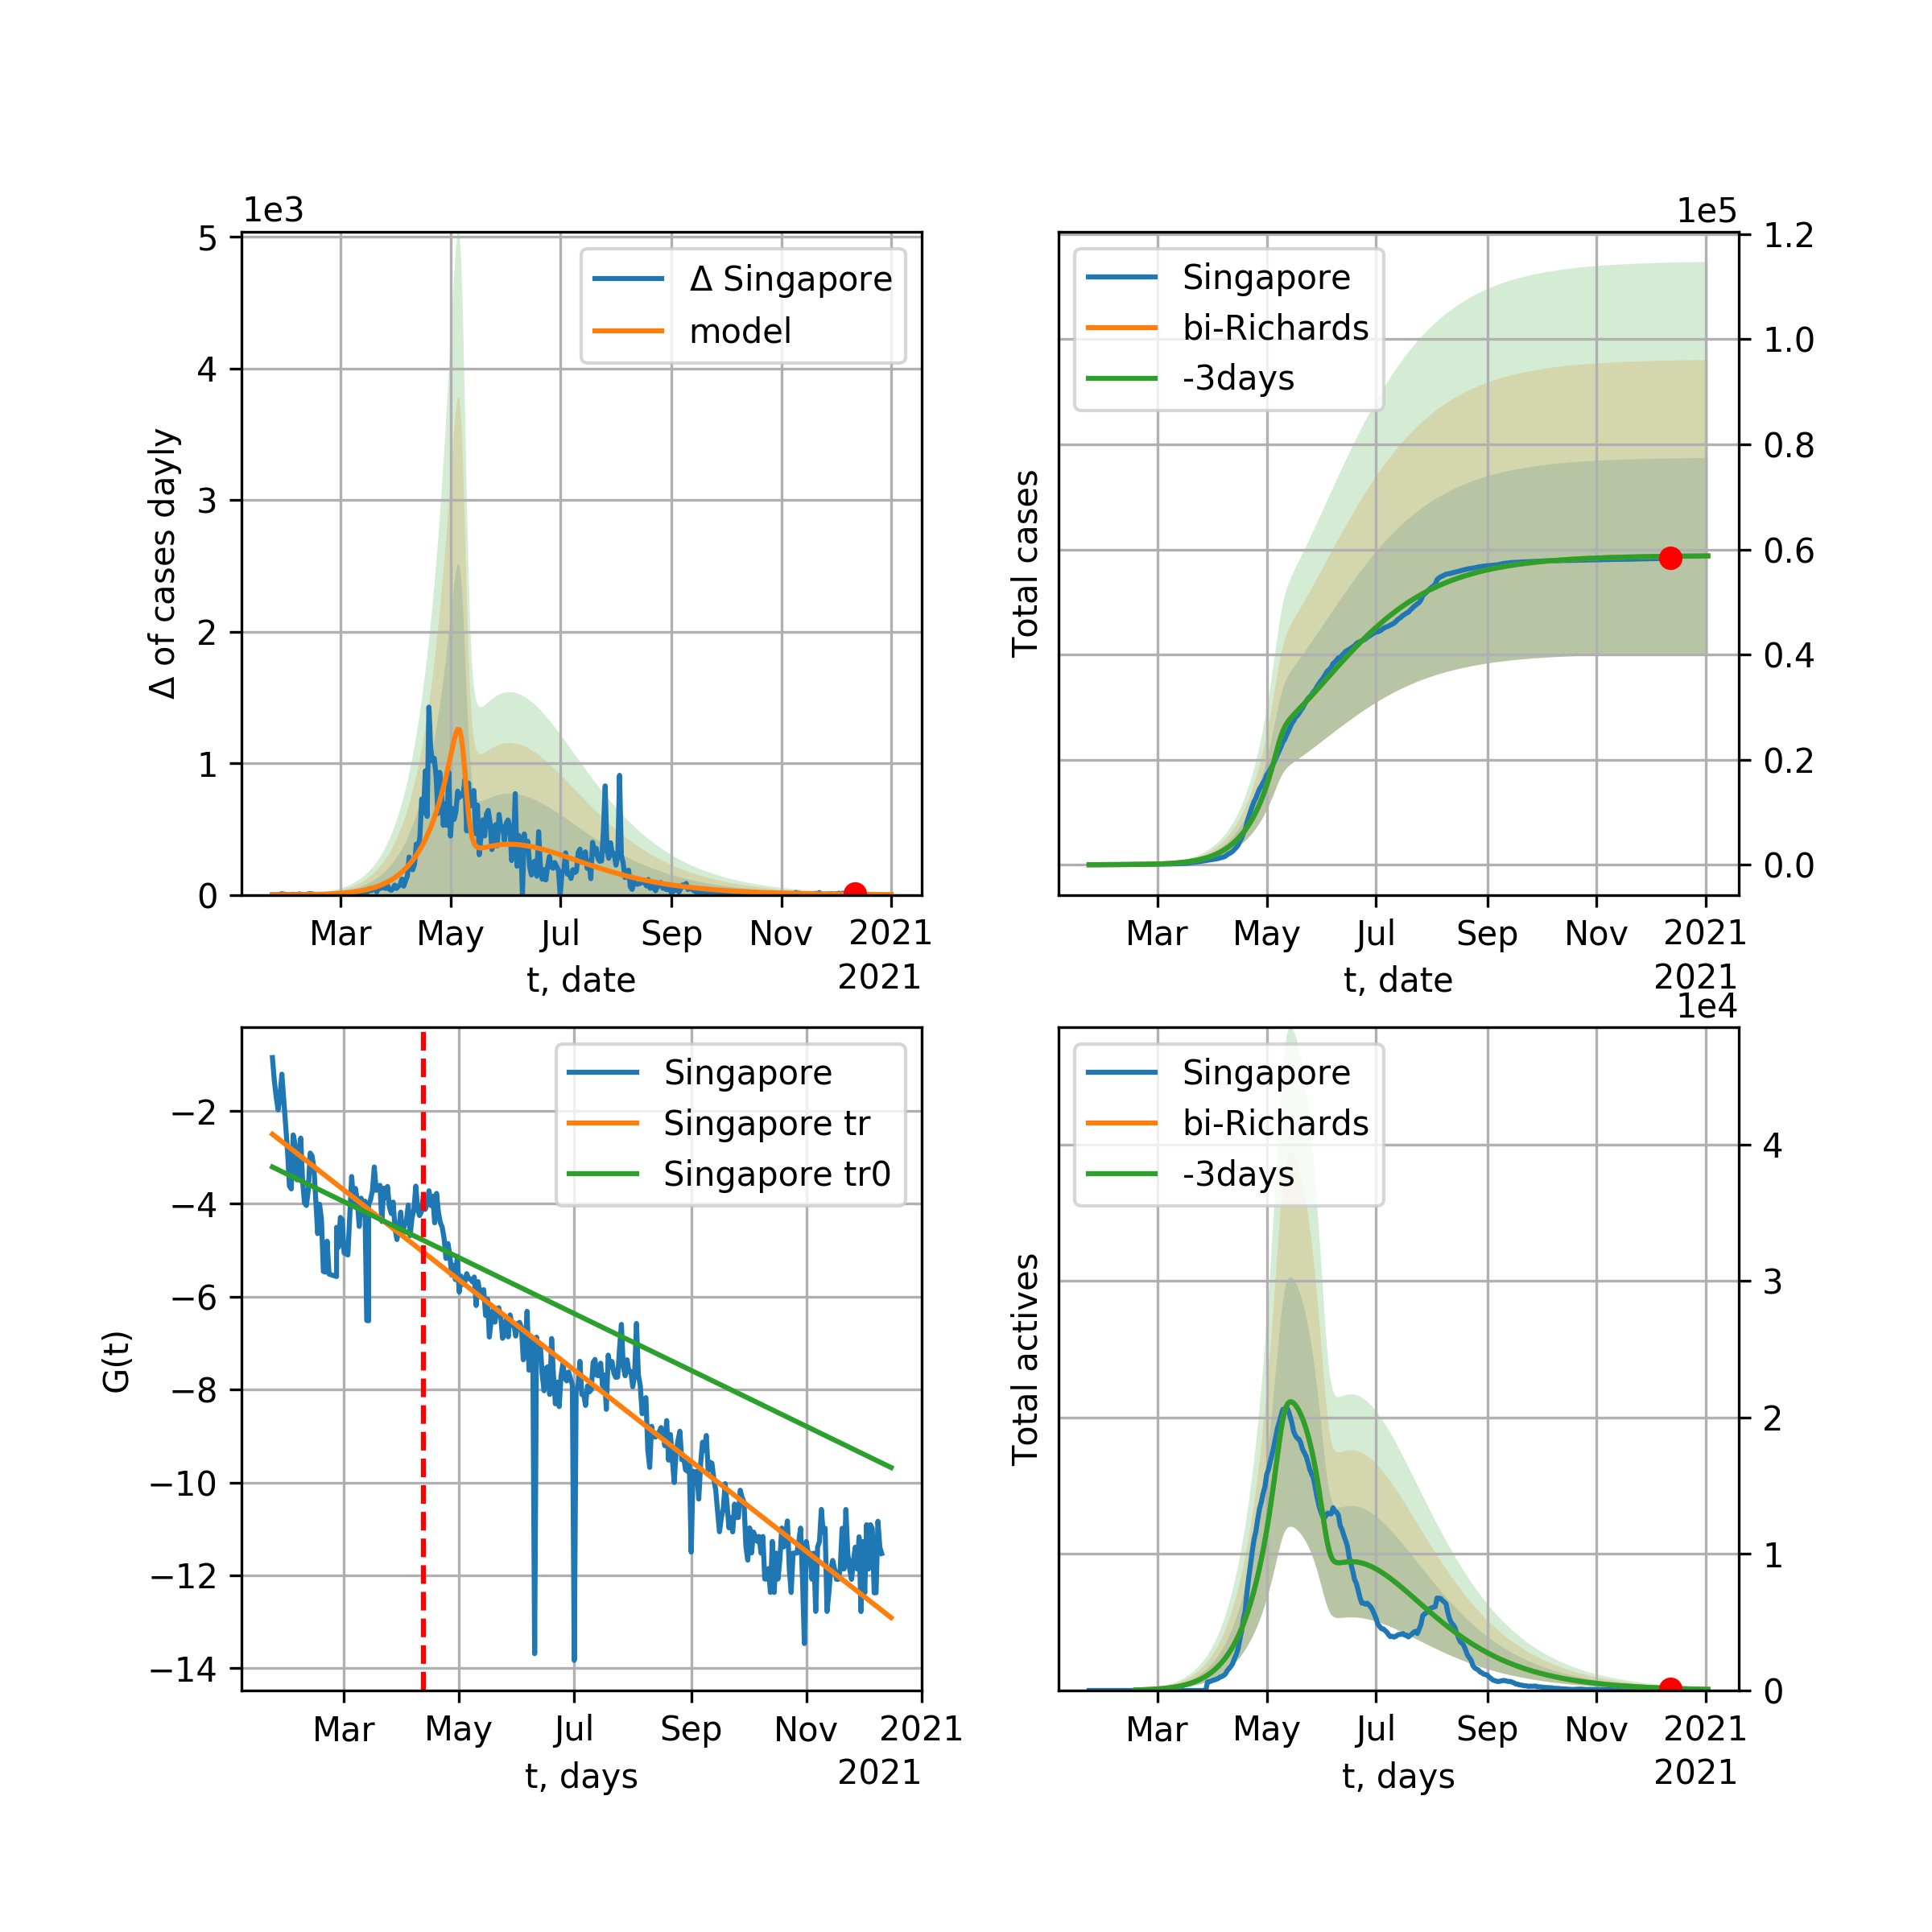 1e3
5
4
3
2
1
0
Δ of cases dayly
Δ Singapore
model
Mar May Jul Sep Nov 2021
t, date
2021
1e5
1.2
1.0
0.8
0.6
0.4
0.2
0.0
Total cases
Singapore
bi-Richards
-3days
Mar May Jul Sep Nov 2021
t, date
2021
−2
−4
−6
−8
−10
−12
−14
G(t)
Singapore
Singapore tr
Singapore tr0
Mar May Jul Sep Nov 2021
t, days
2021
1e4
4
3
2
1
0
Total actives
Singapore
bi-Richards
-3days
Mar May Jul Sep Nov 2021
t, days
2021